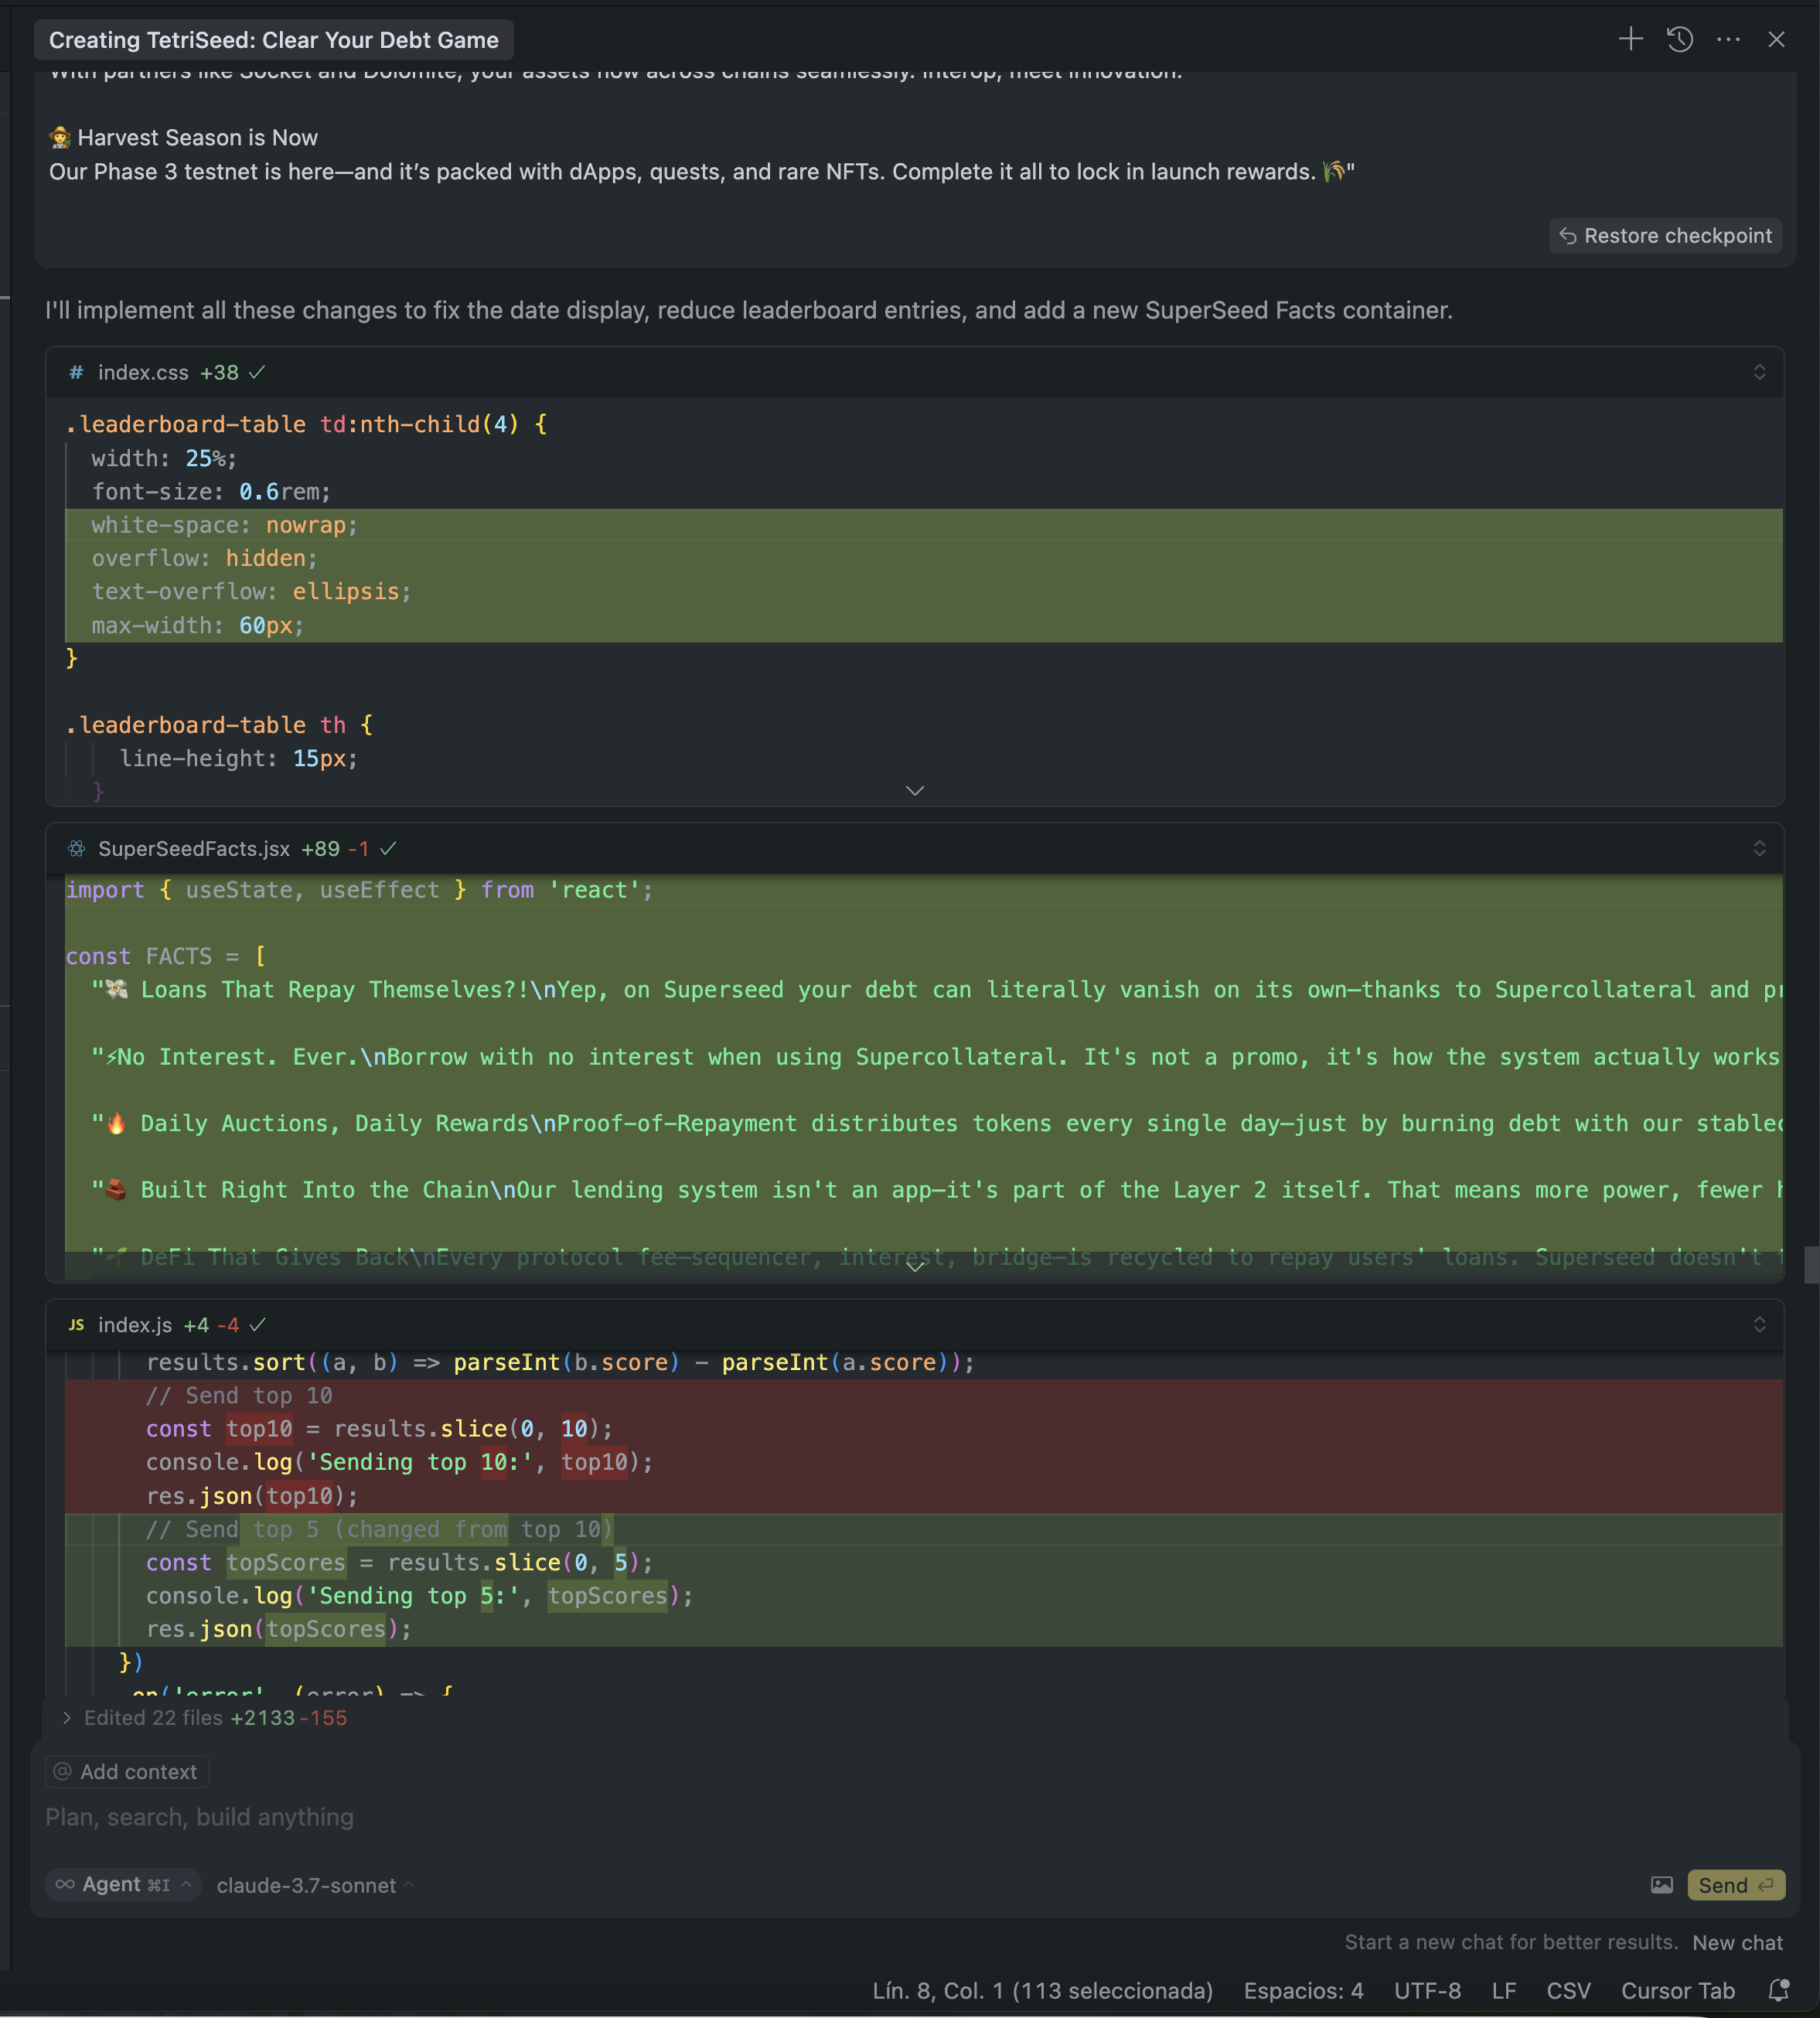 Creating TetriSeed: Clear Your Debt Game
With partners like Socket and Dolomite, your assets now across chains seamlessly. Interop, meet innovation.
🧑‍🌾 Harvest Season is Now
Our Phase 3 testnet is here—and it’s packed with dApps, quests, and rare NFTs. Complete it all to lock in launch rewards. 🌾"
Restore checkpoint
I'll implement all these changes to fix the date display, reduce leaderboard entries, and add a new SuperSeed Facts container.
# index.css +38
.leaderboard-table td:nth-child(4) {
width: 25%;
font-size: 0.6rem;
white-space: nowrap;
overflow: hidden;
text-overflow: ellipsis;
max-width: 60px;
}
.leaderboard-table th {
line-height: 15px;
}
SuperSeedFacts.jsx +89 -1
import { useState, useEffect } from 'react';
const FACTS = [
"💸 Loans That Repay Themselves?!\nYep, on Superseed your debt can literally vanish on its own—thanks to Supercollateral and pr
"⚡No Interest. Ever.\nBorrow with no interest when using Supercollateral. It's not a promo, it's how the system actually works
"🔥 Daily Auctions, Daily Rewards\nProof-of-Repayment distributes tokens every single day—just by burning debt with our stablec
"🧱 Built Right Into the Chain\nOur lending system isn't an app—it's part of the Layer 2 itself. That means more power, fewer h
"🌱 DeFi That Gives Back\nEvery protocol fee—sequencer, interest, bridge—is recycled to repay users' loans. Superseed doesn't t
JS index.js +4 -4
results.sort((a, b) => parseInt(b.score) - parseInt(a.score));
// Send top 10
const top10 = results.slice(0, 10);
console.log('Sending top 10:', top10);
res.json(top10);
// Send top 5 (changed from top 10)
const topScores = results.slice(0, 5);
console.log('Sending top 5:', topScores);
res.json(topScores);
})
on('error', (error) => {
Edited 22 files +2133 -155
@ Add context
Plan, search, build anything
∞ Agent ⌘I claude-3.7-sonnet
Send
Start a new chat for better results. New chat
Lín. 8, Col. 1 (113 seleccionada) Espacios: 4 UTF-8 LF CSV Cursor Tab